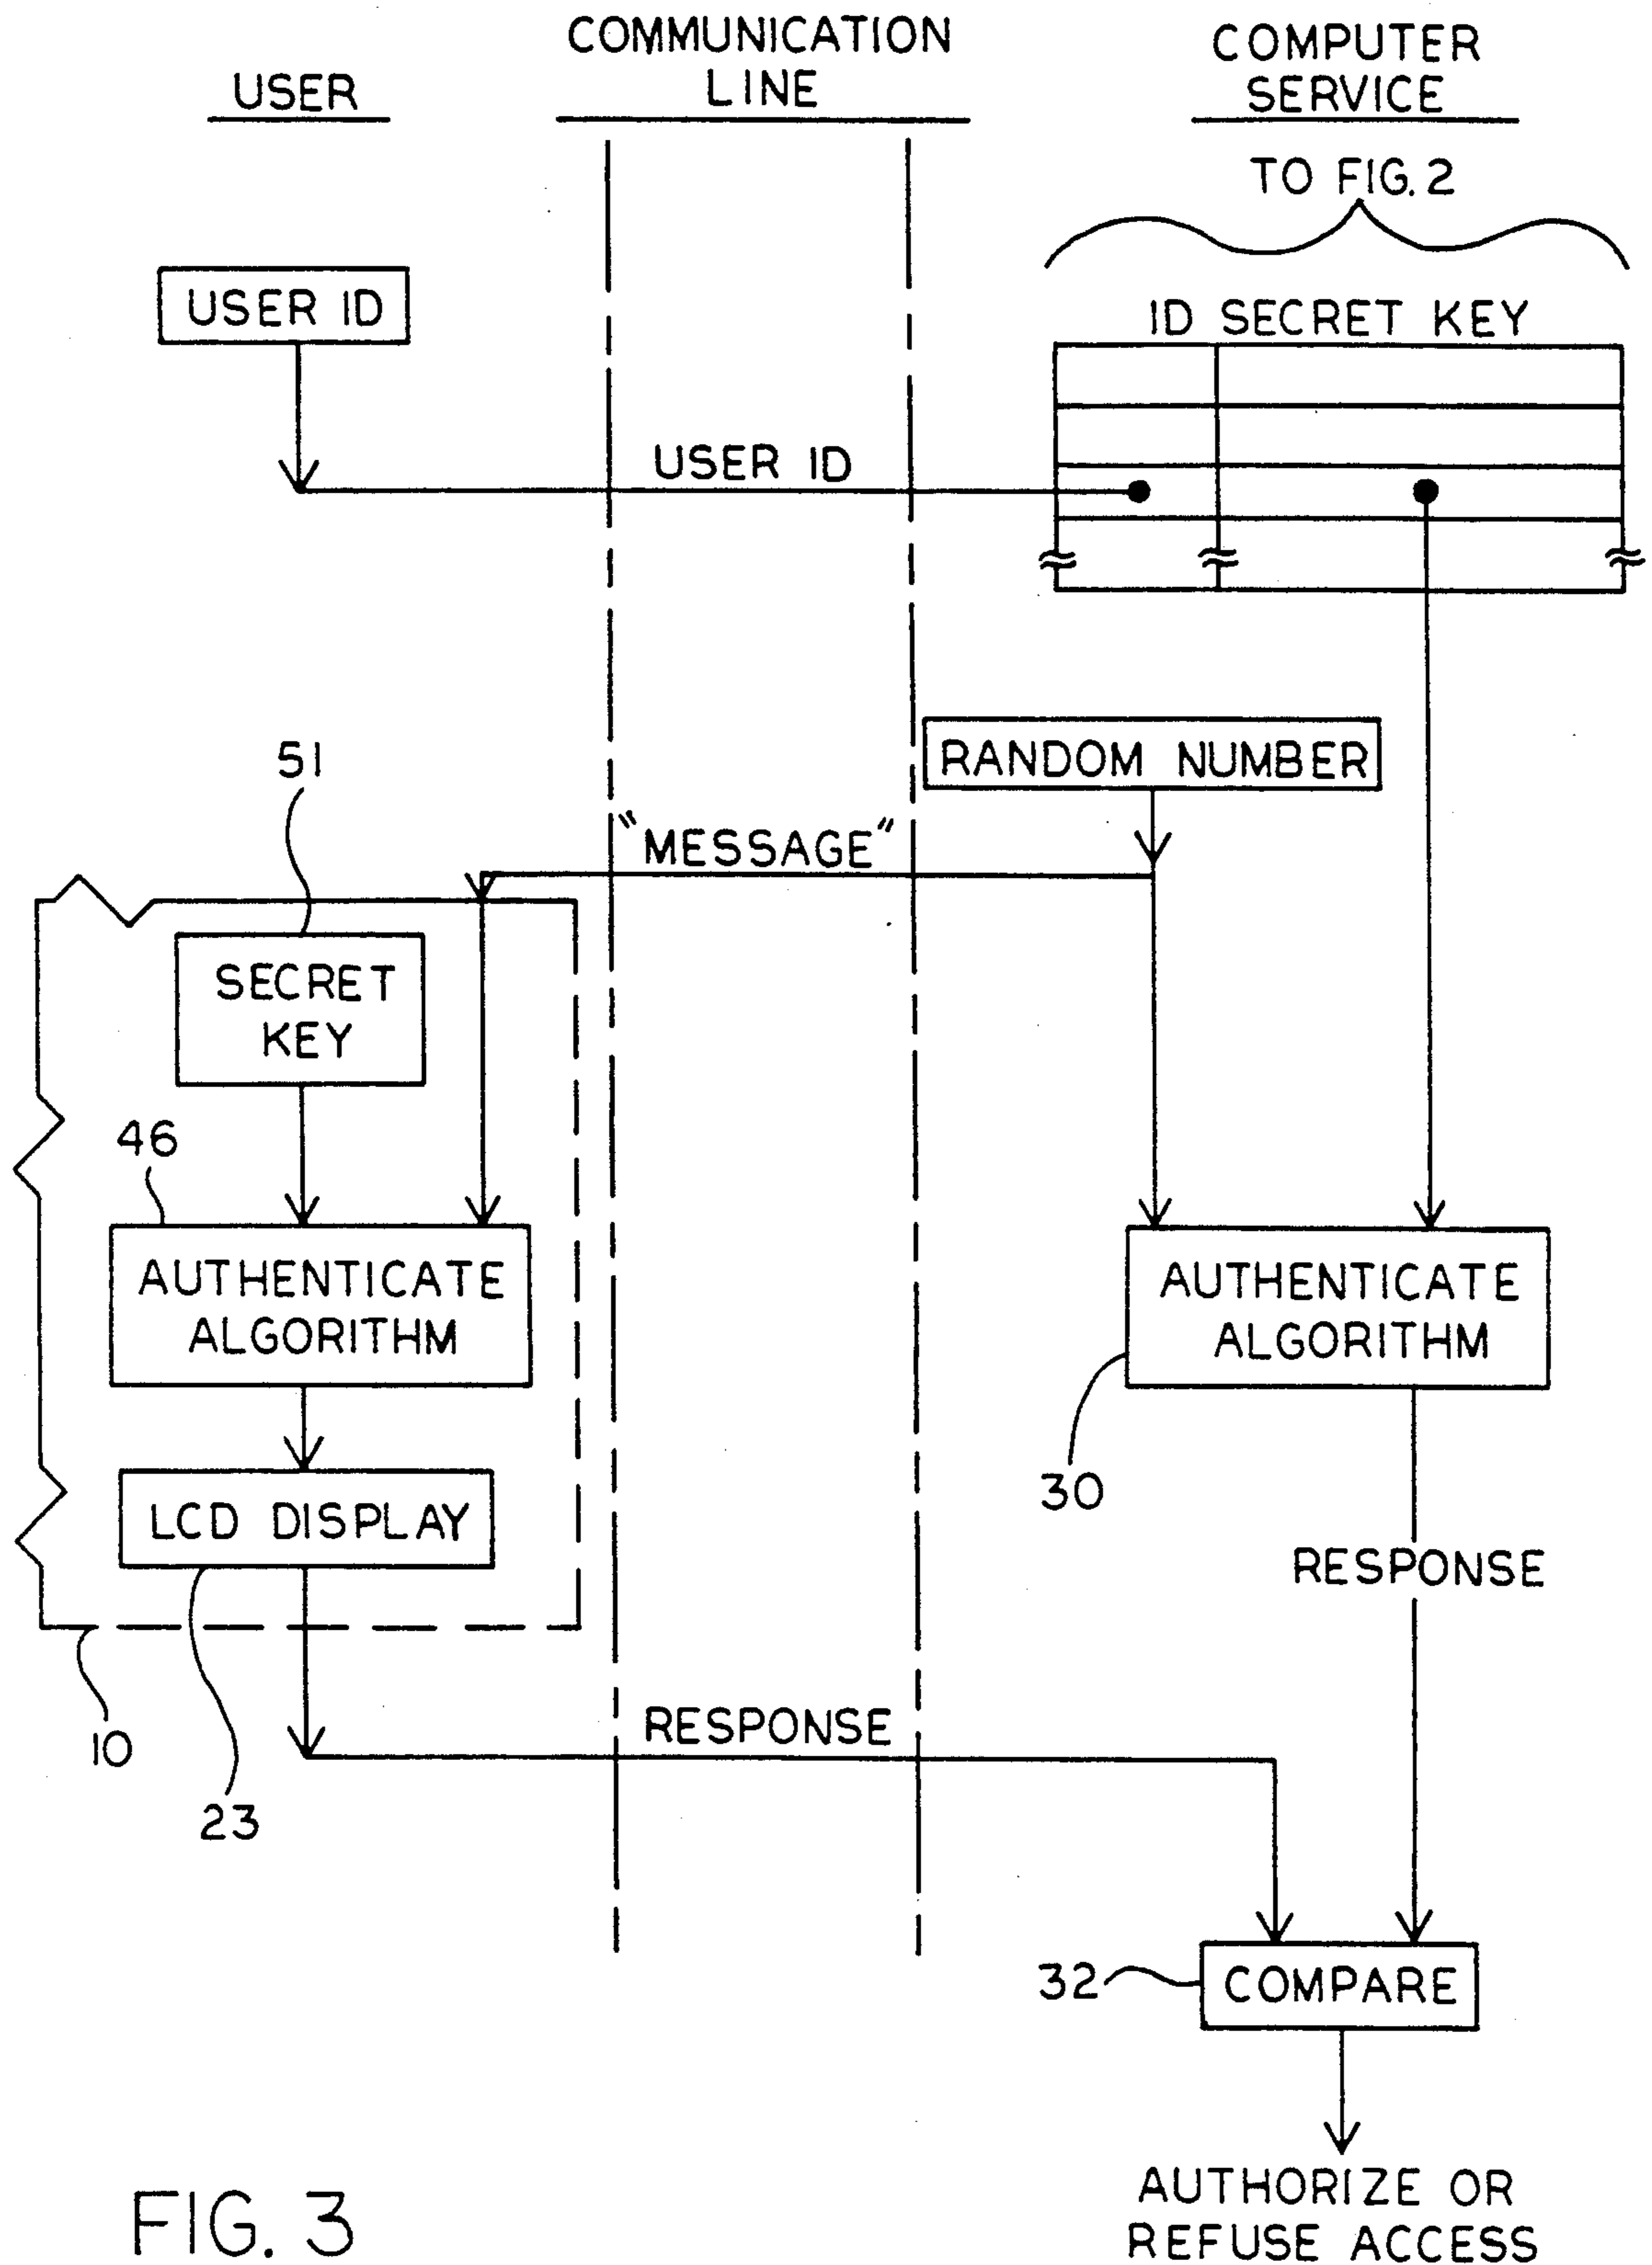 USER
COMMUNICATION
LINE
COMPUTER
SERVICE
TO FIG. 2
USER ID
ID SECRET KEY
USER ID
RANDOM NUMBER
51
"MESSAGE"
SECRET
KEY
46
AUTHENTICATE
ALGORITHM
AUTHENTICATE
ALGORITHM
30
LCD DISPLAY
RESPONSE
10
23
RESPONSE
32
COMPARE
AUTHORIZE OR
REFUSE ACCESS
FIG. 3